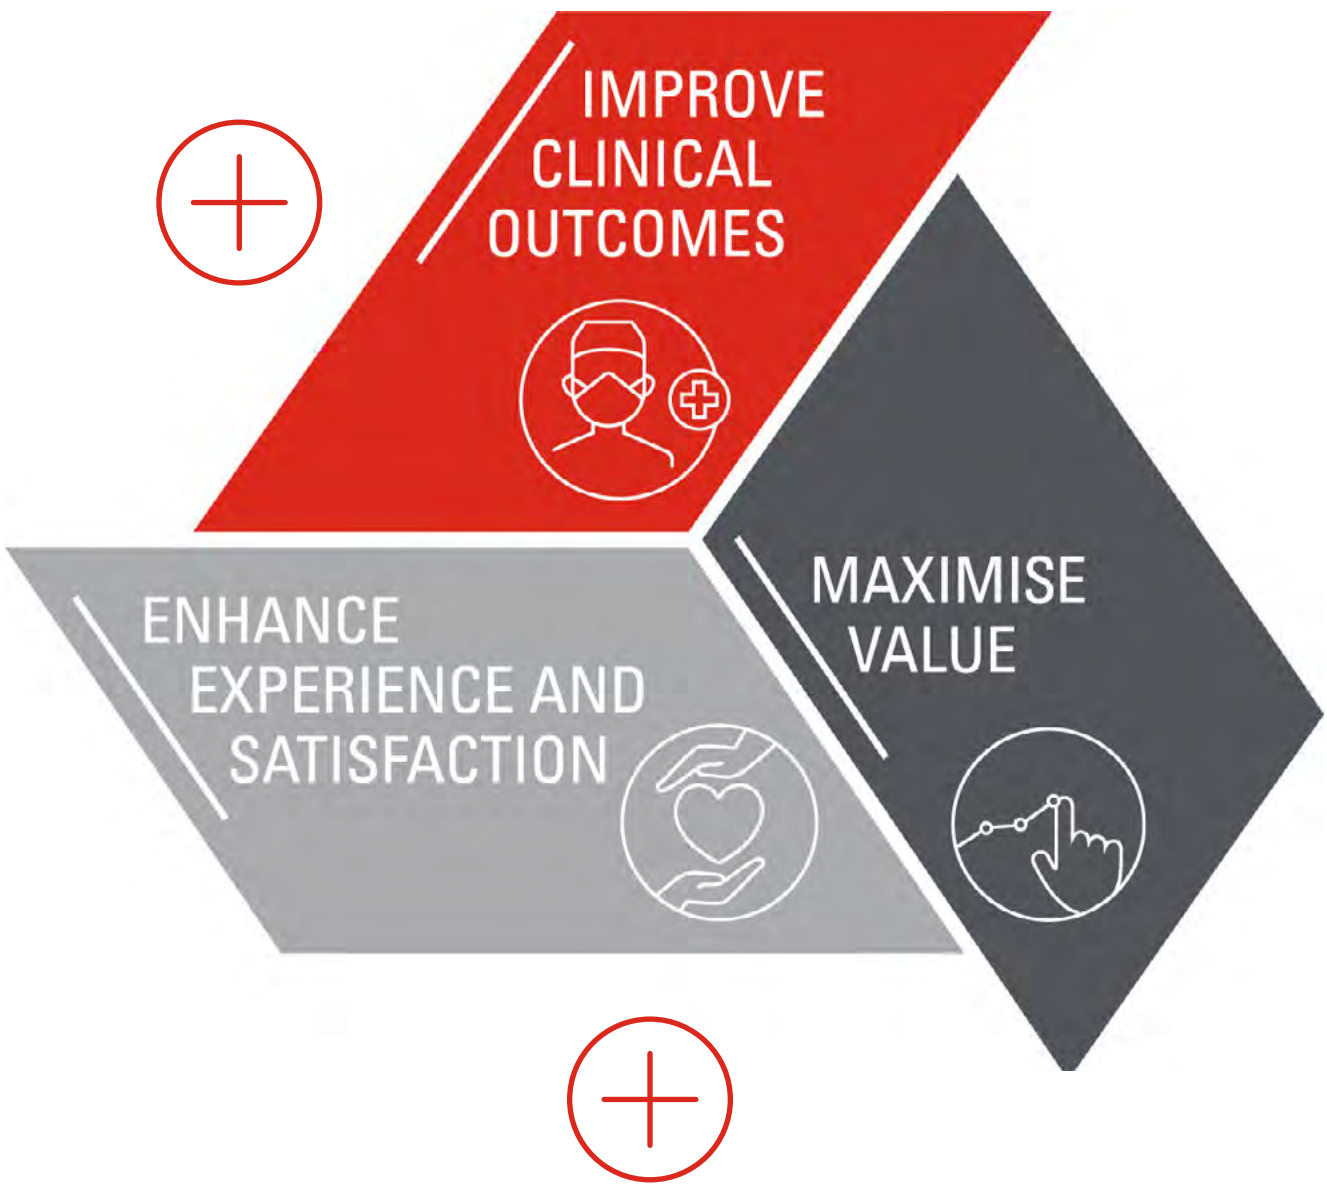 IMPROVE
CLINICAL
OUTCOMES
MAXIMISE
VALUE
ENHANCE
EXPERIENCE AND
SATISFACTION